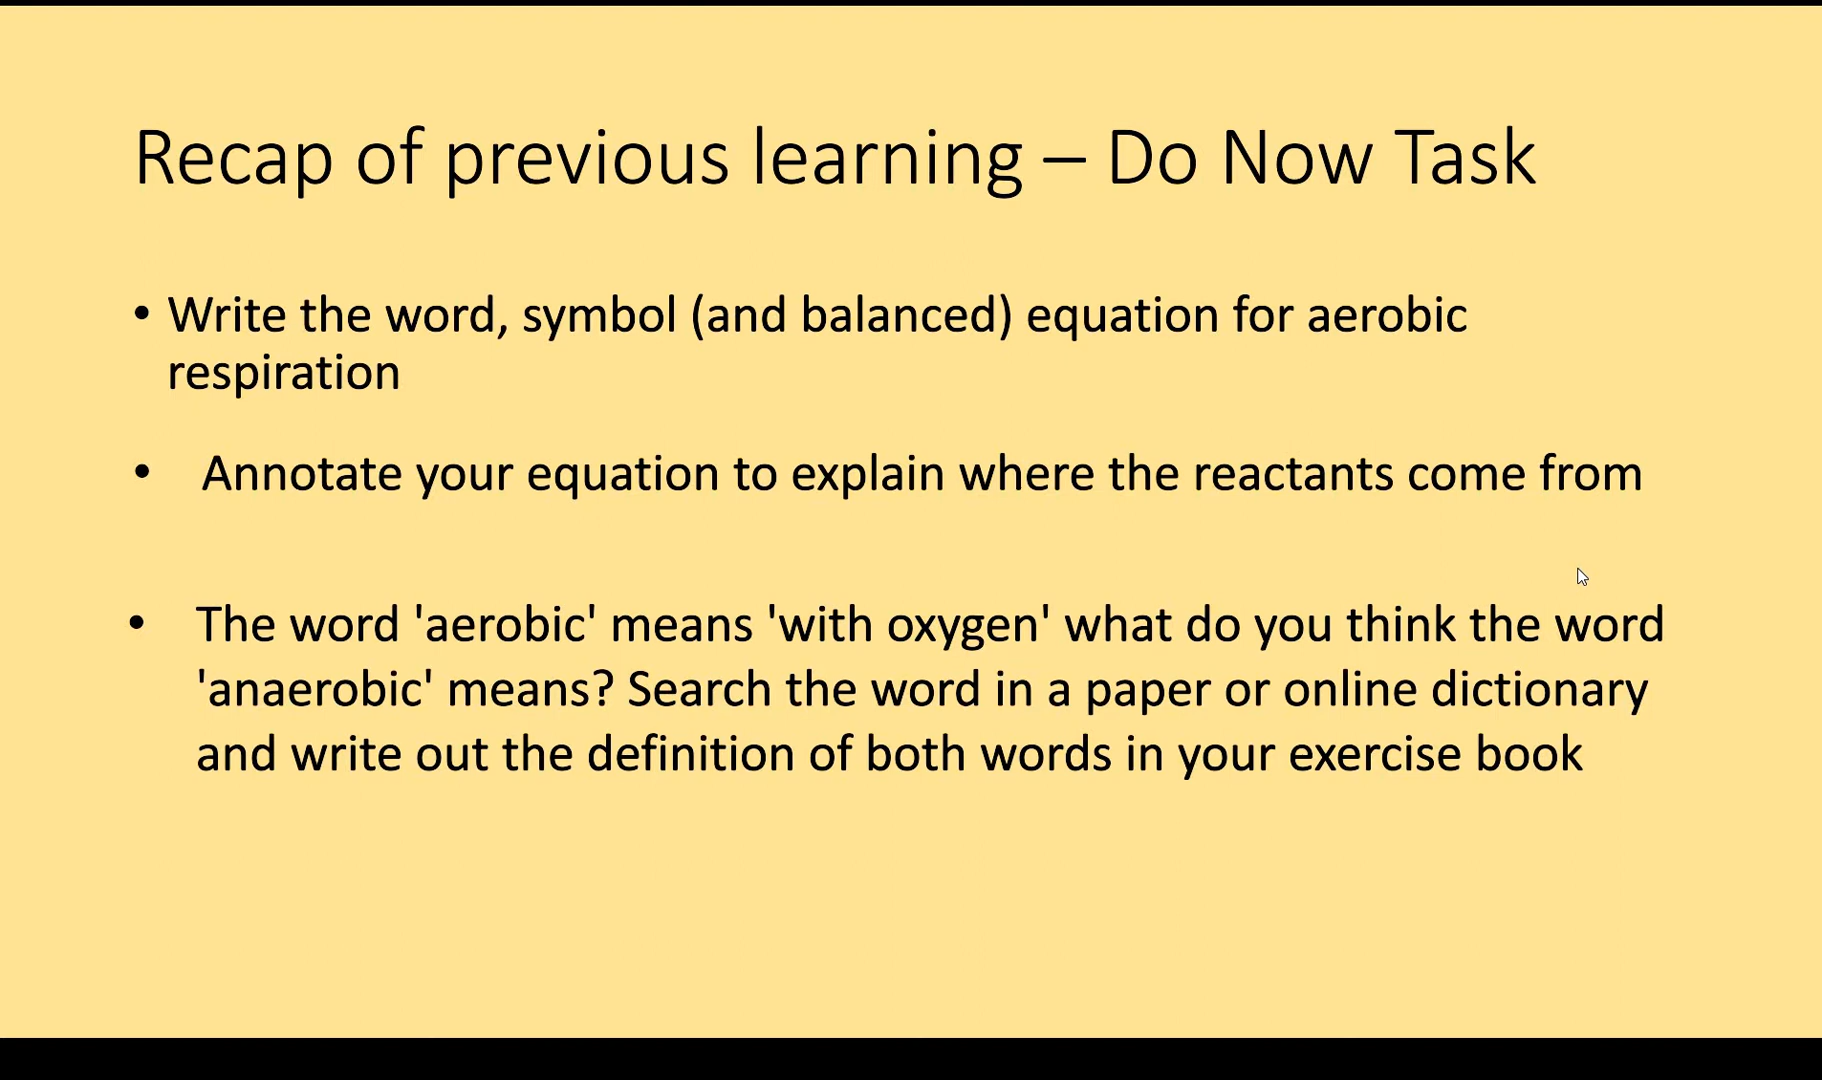 Recap of previous learning – Do Now Task
• Write the word, symbol (and balanced) equation for aerobic
respiration
• Annotate your equation to explain where the reactants come from
• The word 'aerobic' means 'with oxygen' what do you think the word
'anaerobic' means? Search the word in a paper or online dictionary
and write out the definition of both words in your exercise book